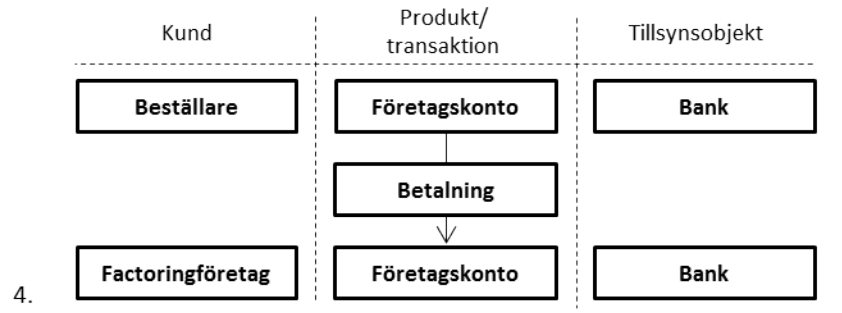 Kund
Produkt/
transaktion
Tillsynsobjekt
Beställare
Företagskonto
Bank
Betalning
Factoringföretag
Företagskonto
Bank
4.